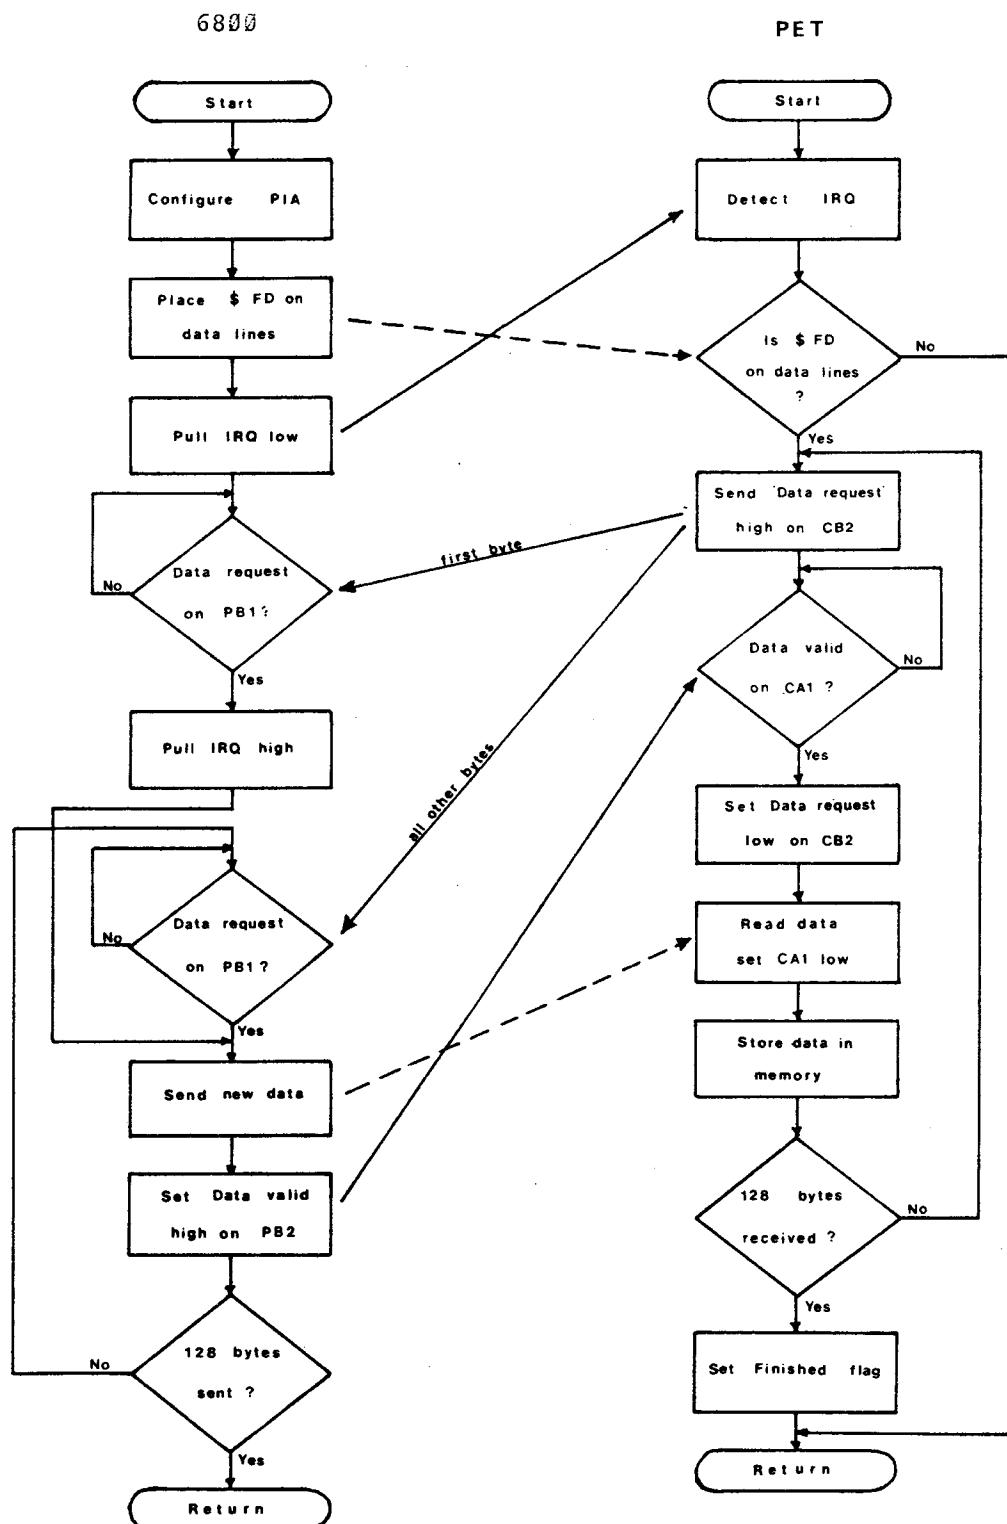 6800
Start
Configure PIA
Place $ FD on
data lines
Pull IRQ low
Data request
on PB1?
No
Yes
Pull IRQ high
Data request
on PB1?
No
Yes
Send new data
Set Data valid
high on PB2
128 bytes
sent ?
No
Yes
Return
first byte
all other bytes
PET
Start
Detect IRQ
Is $ FD
on data lines
?
No
Yes
Send 'Data request'
high on CB2
Data valid
on CA1 ?
No
Yes
Set Data request
low on CB2
Read data
set CA1 low
Store data in
memory
128 bytes
received ?
No
Yes
Set Finished flag
Return